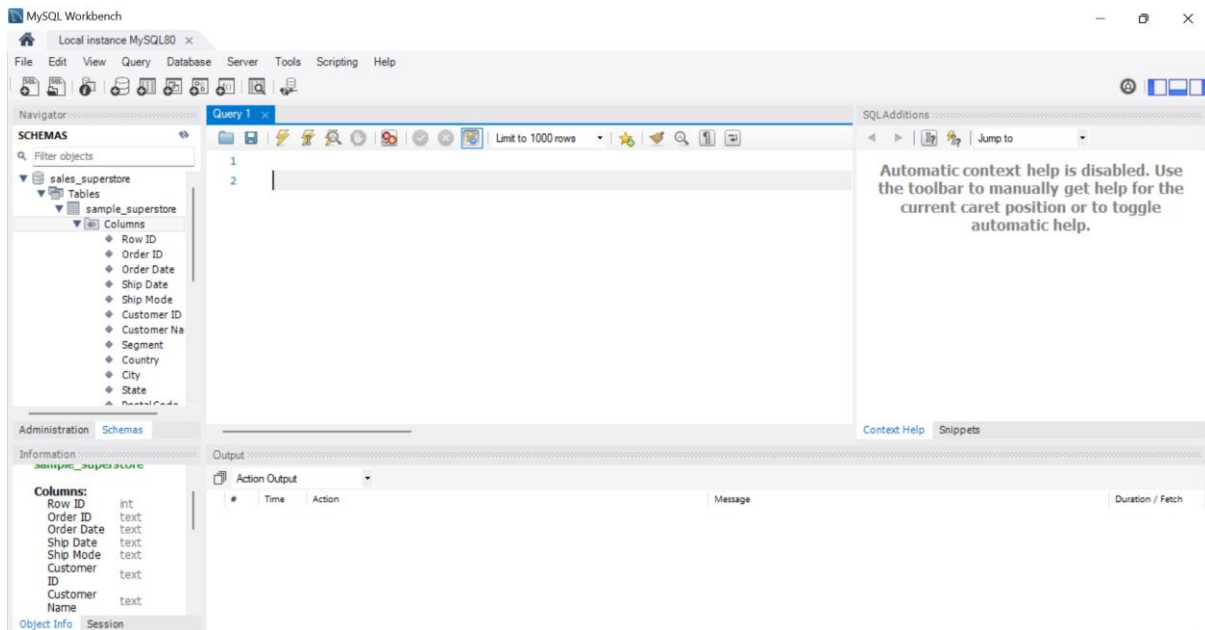 MySQL Workbench
Local instance MySQL80
File Edit View Query Database Server Tools Scripting Help
Navigator
SCHEMAS
Filter objects
sales_superstore
Tables
sample_superstore
Columns
Row ID
Order ID
Order Date
Ship Date
Ship Mode
Customer ID
Customer Na
Segment
Country
City
State
Postal Code
Administration Schemas
Query 1
Limit to 1000 rows
1
2
SQLAdditions
Jump to
Automatic context help is disabled. Use
the toolbar to manually get help for the
current caret position or to toggle
automatic help.
Context Help Snippets
Information
sample_superstore
Columns:
Row ID int
Order ID text
Order Date text
Ship Date text
Ship Mode text
Customer
ID text
Customer
Name text
Object Info Session
Output
Action Output
# Time Action Message Duration / Fetch